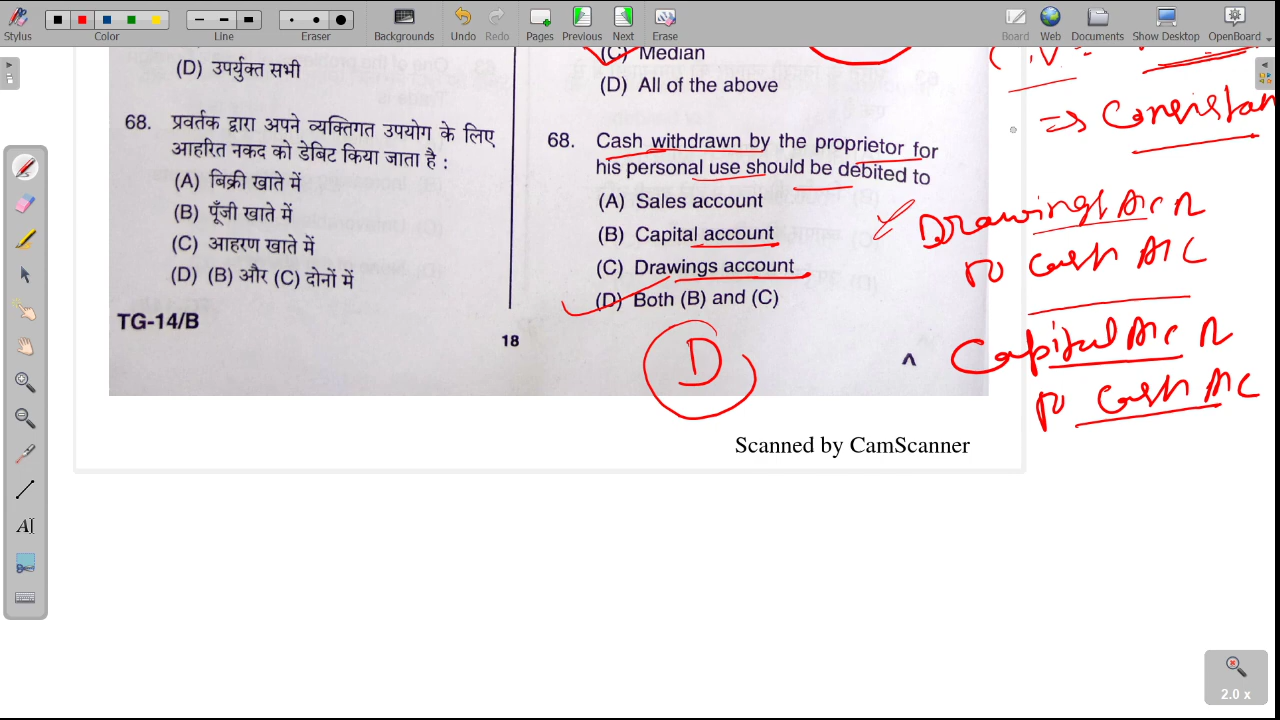 Stylus
Color
Line
Eraser
Backgrounds
Undo
Redo
Pages
Previous
Next
Erase
Board
Web
Documents
Show Desktop
OpenBoard
(D) उपर्युक्त सभी
68. प्रवर्तक द्वारा अपने व्यक्तिगत उपयोग के लिए
आहरित नकद को डेबिट किया जाता है :
(A) बिक्री खाते में
(B) पूँजी खाते में
(C) आहरण खाते में
(D) (B) और (C) दोनों में
TG-14/B
18
(C) Median
(D) All of the above
68. Cash withdrawn by the proprietor for
his personal use should be debited to
(A) Sales account
(B) Capital account
(C) Drawings account
(D) Both (B) and (C)
D
Drawings A/c
To Cash A/C
Capital A/c
To Cash A/C
Scanned by CamScanner
AI
2.0 x